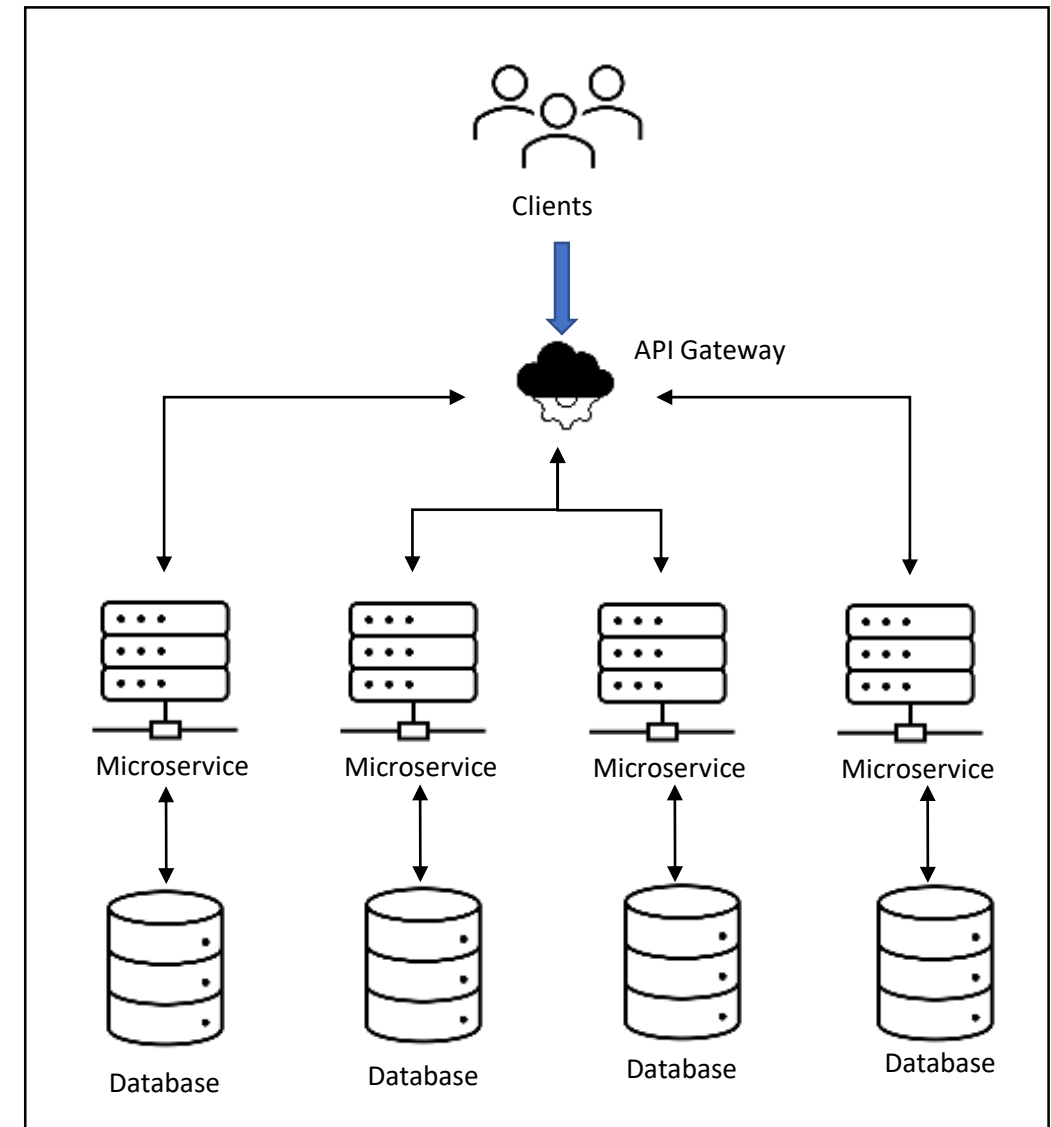 Clients
API Gateway
Microservice
Microservice
Microservice
Microservice
Database
Database
Database
Database